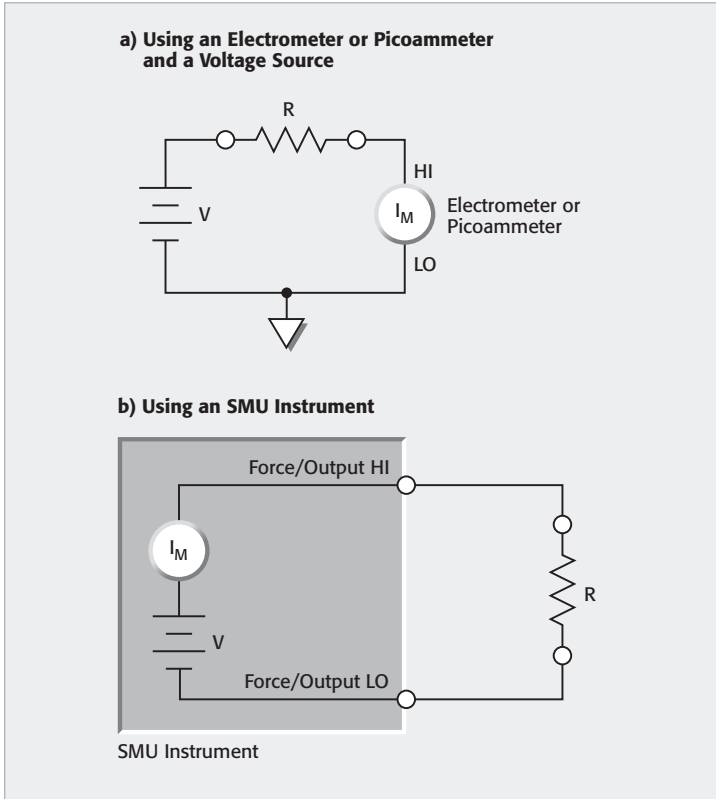 a) Using an Electrometer or Picoammeter
and a Voltage Source
R
HI
V
IM
Electrometer or
Picoammeter
LO
b) Using an SMU Instrument
Force/Output HI
IM
R
V
Force/Output LO
SMU Instrument